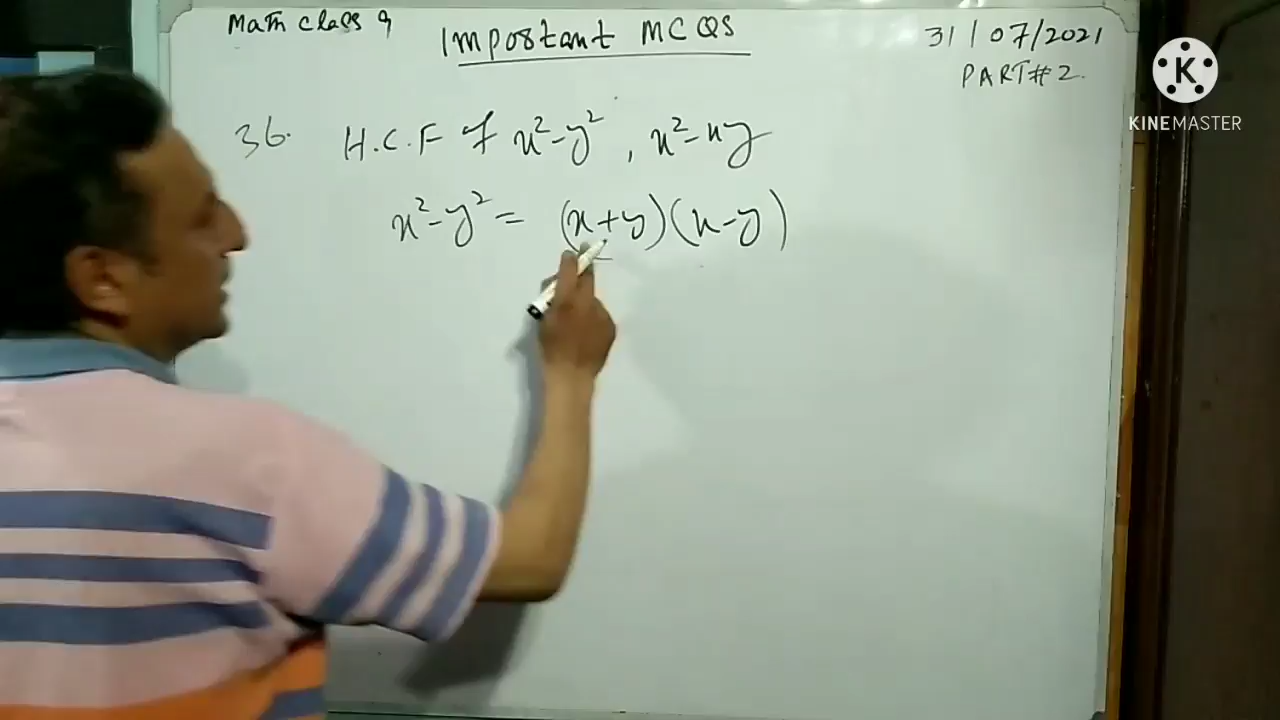 Math class 9
Important MCQS
31/07/2021
PART#2.
KINEMASTER
36. H.C.F of x²-y², x²-xy
x²-y² = (x+y)(x-y)